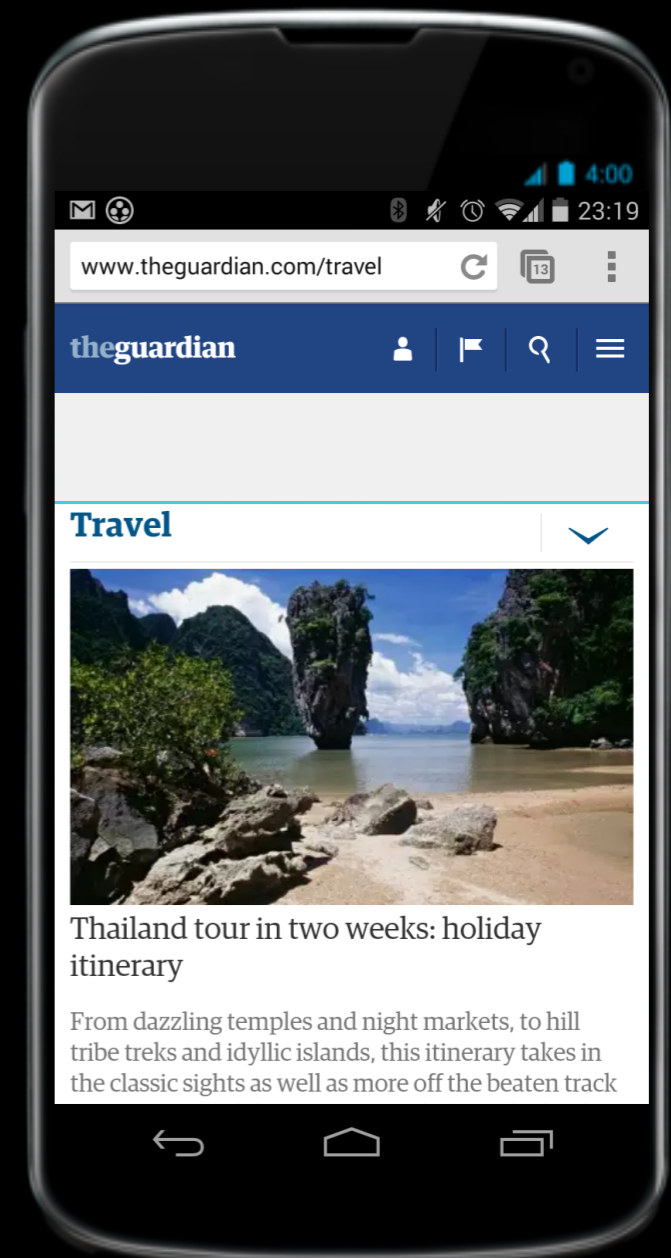 4:00
23:19
www.theguardian.com/travel
13
theguardian
Travel
Thailand tour in two weeks: holiday
itinerary
From dazzling temples and night markets, to hill
tribe treks and idyllic islands, this itinerary takes in
the classic sights as well as more off the beaten track